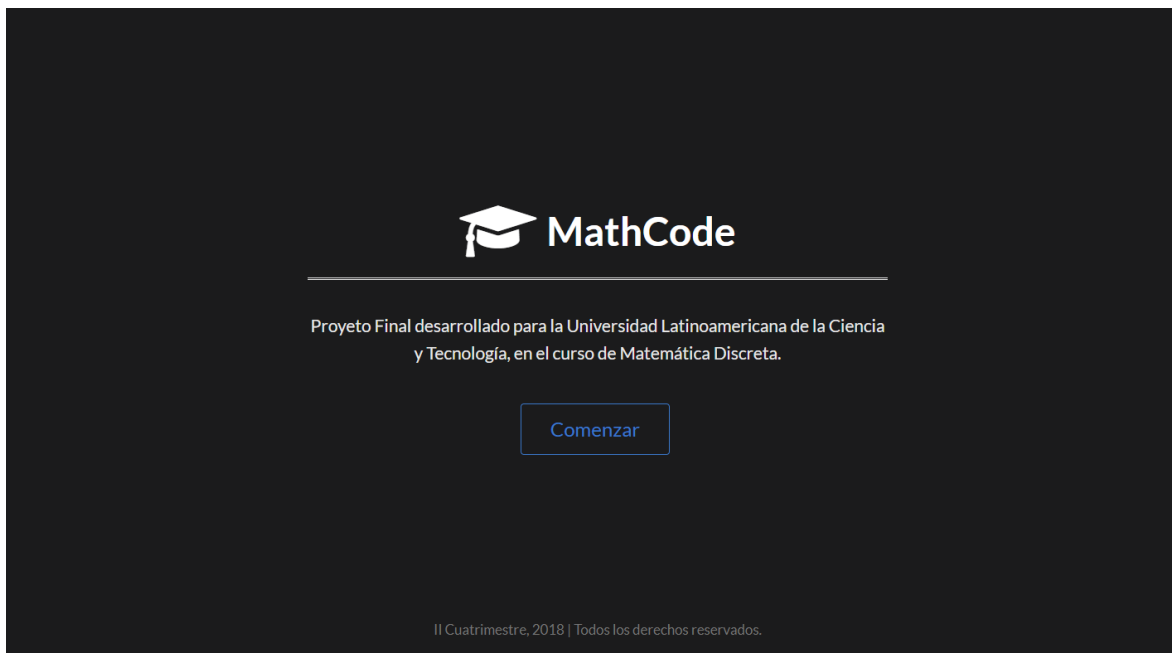 MathCode
Proyeto Final desarrollado para la Universidad Latinoamericana de la Ciencia
y Tecnología, en el curso de Matemática Discreta.
Comenzar
II Cuatrimestre, 2018 | Todos los derechos reservados.